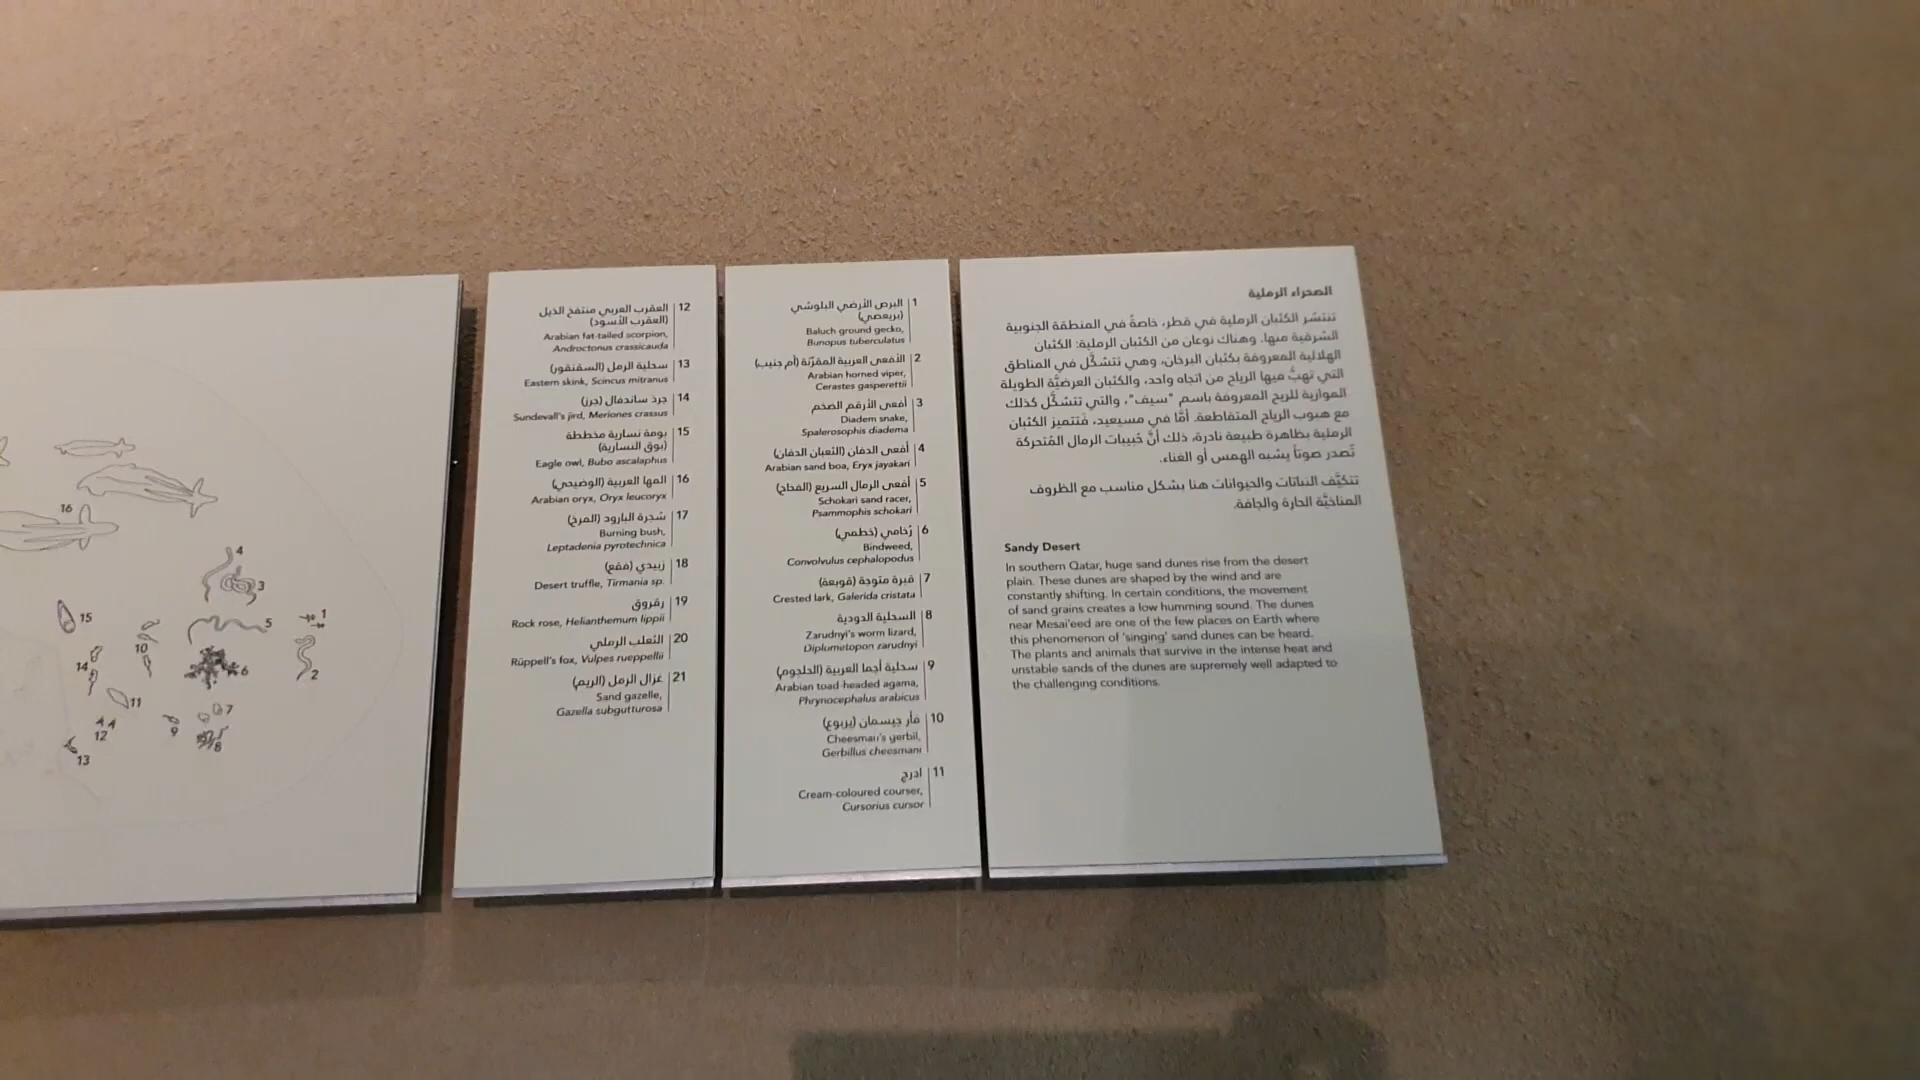 الصحراء الرملية
تنتشر الكثبان الرملية في قطر، خاصةً في المنطقة الجنوبية
الشرقية منها. وهناك نوعان من الكثبان الرملية: الكثبان
الهلالية المعروفة بكثبان البرخان، وهي تتشكَّل في المناطق
التي تهبُّ فيها الرياح من اتجاه واحد، والكثبان العرضيَّة الطويلة
الموازية للريح المعروفة باسم "سيف"، والتي تتشكَّل كذلك
مع هبوب الرياح المتقاطعة. أمَّا في مسيعيد، فتتميز الكثبان
الرملية بظاهرة طبيعة نادرة، ذلك أنَّ حُبيبات الرمال المُتحركة
تُصدر صوتاً يشبه الهمس أو الغناء.
تتكيَّف النباتات والحيوانات هنا بشكل مناسب مع الظروف
المناخيَّة الحارة والجافة.
Sandy Desert
In southern Qatar, huge sand dunes rise from the desert
plain. These dunes are shaped by the wind and are
constantly shifting. In certain conditions, the movement
of sand grains creates a low humming sound. The dunes
near Mesai'eed are one of the few places on Earth where
this phenomenon of 'singing' sand dunes can be heard.
The plants and animals that survive in the intense heat and
unstable sands of the dunes are supremely well adapted to
the challenging conditions.
1 البرص الأرضي البلوشي
(بريعصي)
Baluch ground gecko,
Bunopus tuberculatus
2 الأفعى العربية المقرّنة (أم جنيب)
Arabian horned viper,
Cerastes gasperettii
3 أفعى الأرقم الضخم
Diadem snake,
Spalerosophis diadema
4 أفعى الدفان (الثعبان الدفان)
Arabian sand boa, Eryx jayakari
5 أفعى الرمال السريع (الفداح)
Schokari sand racer,
Psammophis schokari
6 رُخامي (خطمي)
Bindweed,
Convolvulus cephalopodus
7 قبرة متوجة (قوبعة)
Crested lark, Galerida cristata
8 السحلية الدودية
Zarudnyi's worm lizard,
Diplometopon zarudnyi
9 سحلية أجما العربية (الحلجوم)
Arabian toad-headed agama,
Phrynocephalus arabicus
10 فأر جيسمان (يربوع)
Cheesman's gerbil,
Gerbillus cheesmani
11 ادرج
Cream-coloured courser,
Cursorius cursor
12 العقرب العربي منتفخ الذيل
(العقرب الأسود)
Arabian fat-tailed scorpion,
Androctonus crassicauda
13 سحلية الرمل (السقنقور)
Eastern skink, Scincus mitranus
14 جرذ ساندفال (جرز)
Sundevall's jird, Meriones crassus
15 بومة نسارية مخططة
(بوق النسارية)
Eagle owl, Bubo ascalaphus
16 المها العربية (الوضيحي)
Arabian oryx, Oryx leucoryx
17 شجرة البارود (المرخ)
Burning bush,
Leptadenia pyrotechnica
18 زبيدي (فقع)
Desert truffle, Tirmania sp.
19 رقروق
Rock rose, Helianthemum lippii
20 الثعلب الرملي
Rüppell's fox, Vulpes rueppellii
21 غزال الرمل (الريم)
Sand gazelle,
Gazella subgutturosa
16
4
3
15
5
1
10
14
6
2
11
7
12
9
8
13